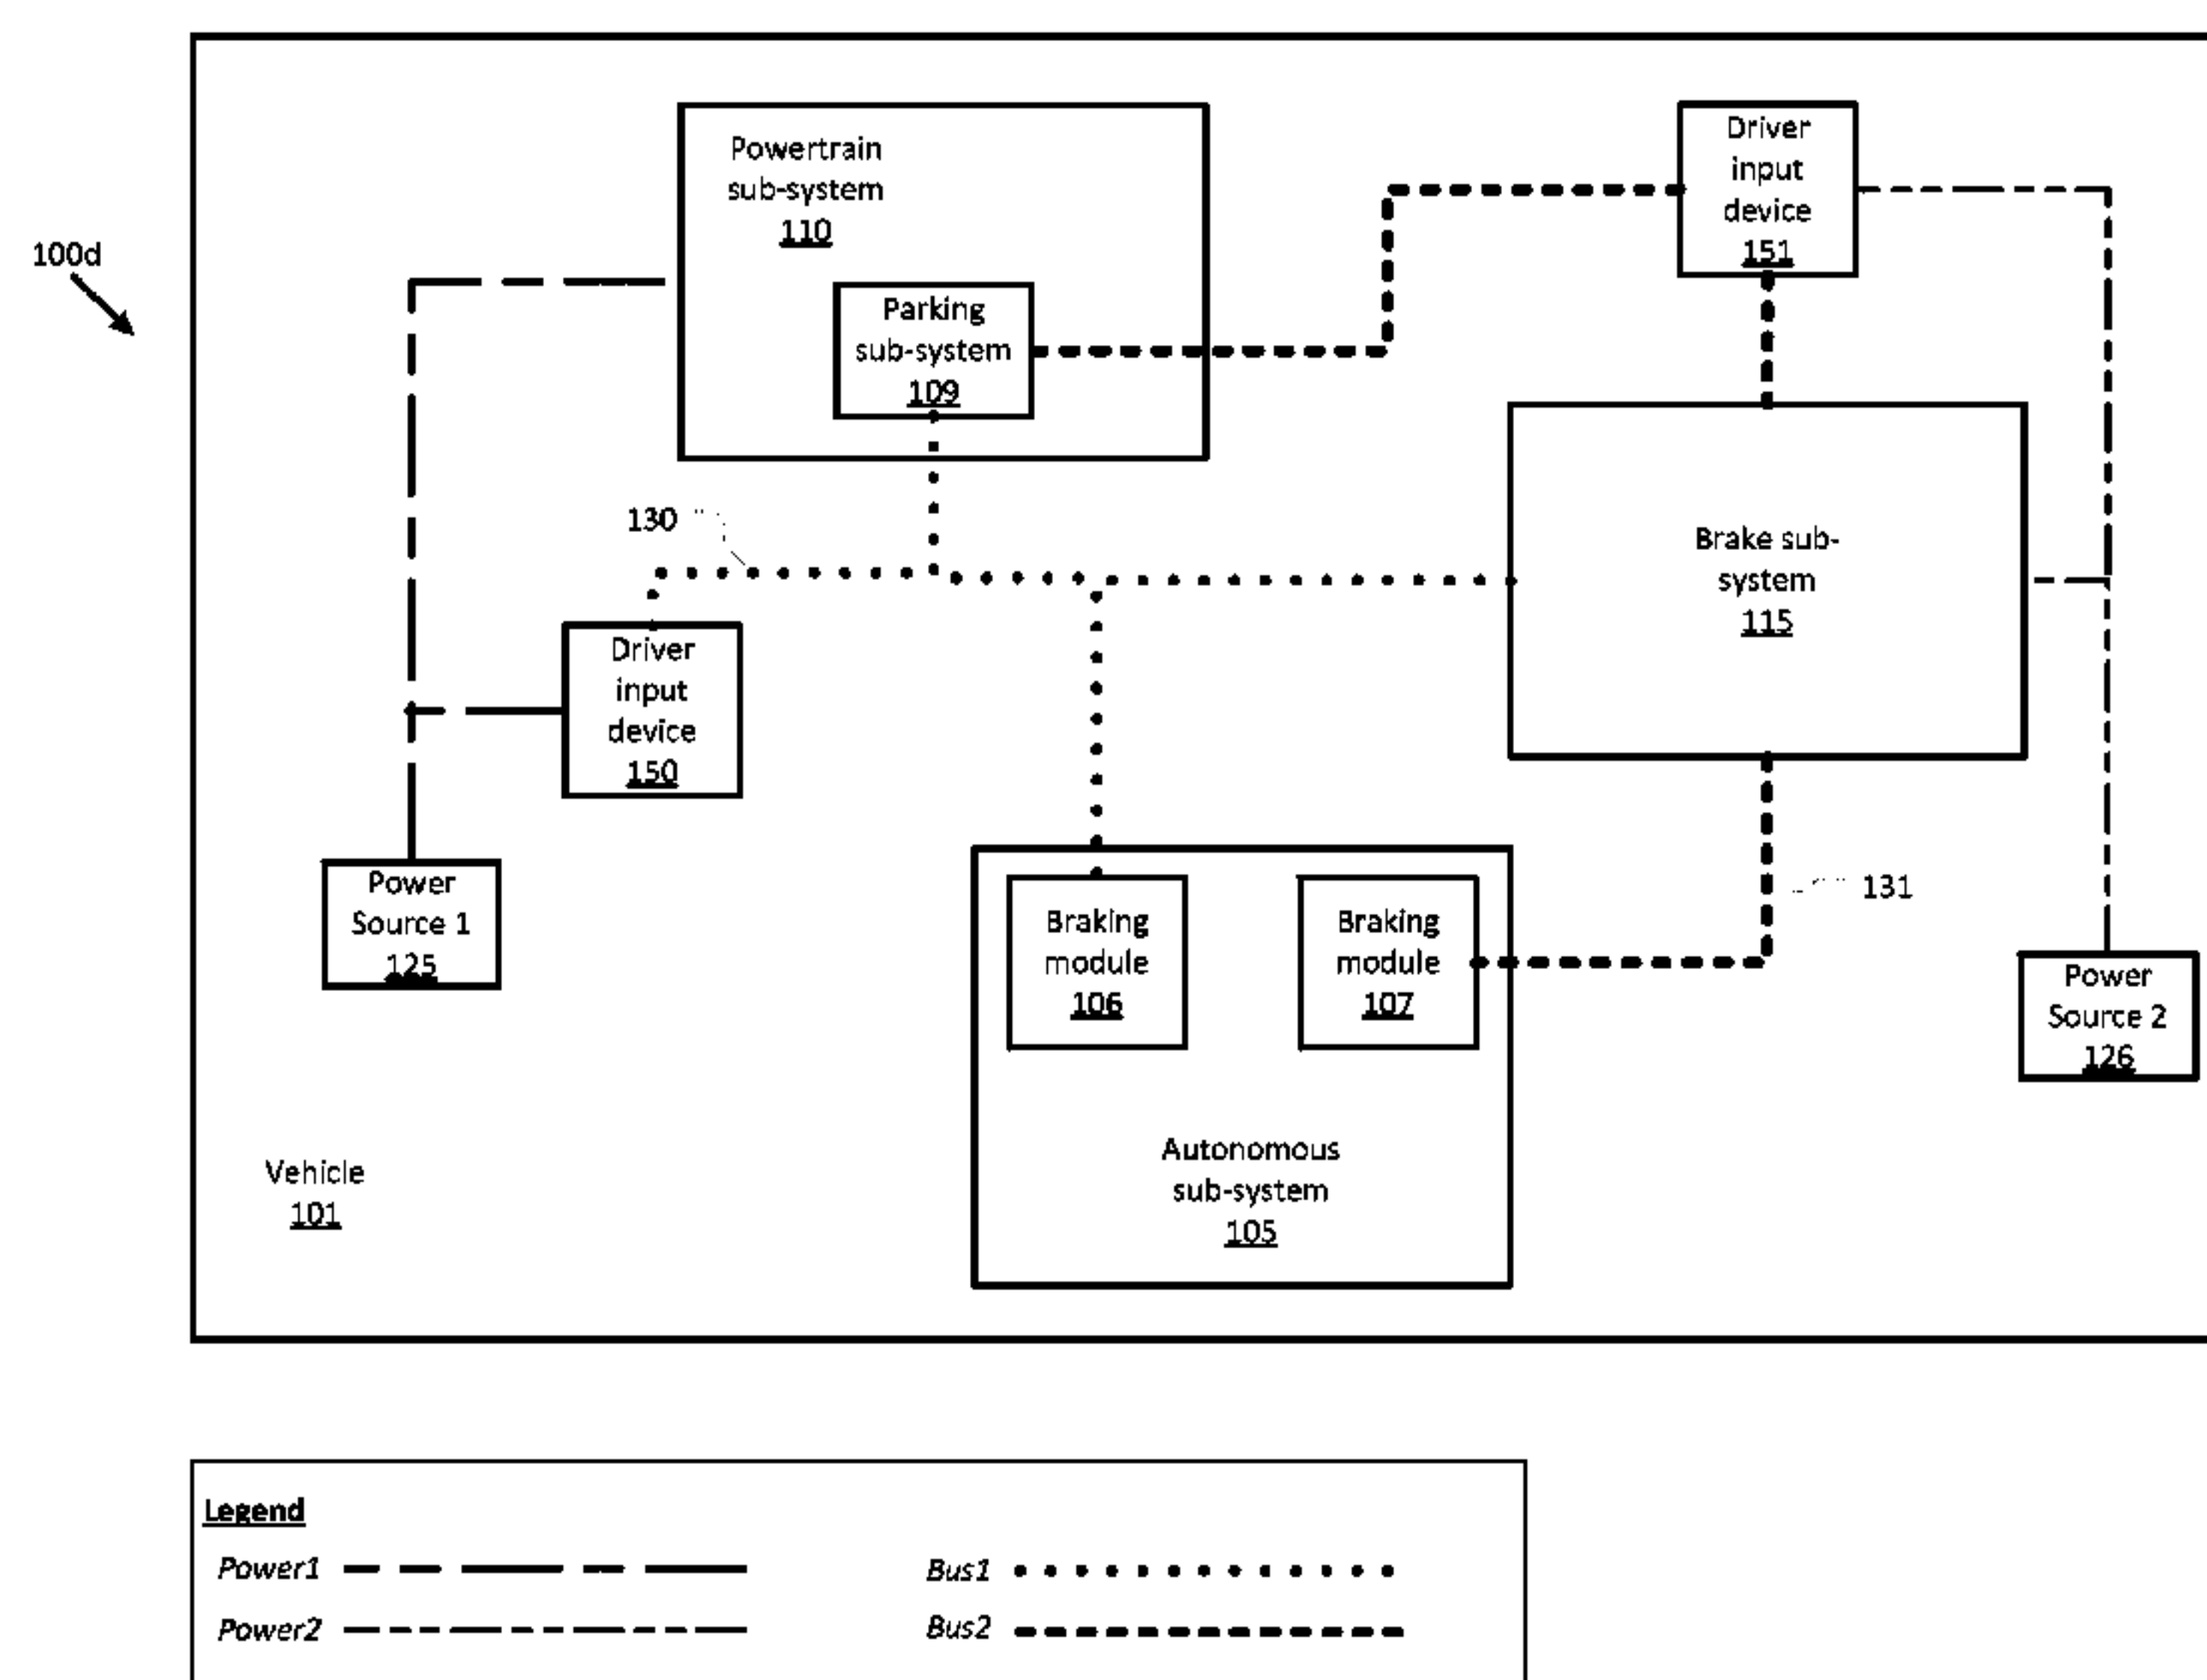 100d
Powertrain
sub-system
110
Parking
sub-system
109
Driver
input
device
151
130
Brake sub-
system
115
Driver
input
device
150
Power
Source 1
125
Braking
module
106
Braking
module
107
131
Power
Source 2
126
Autonomous
sub-system
105
Vehicle
101
Legend
Power1
Bus1
Power2
Bus2